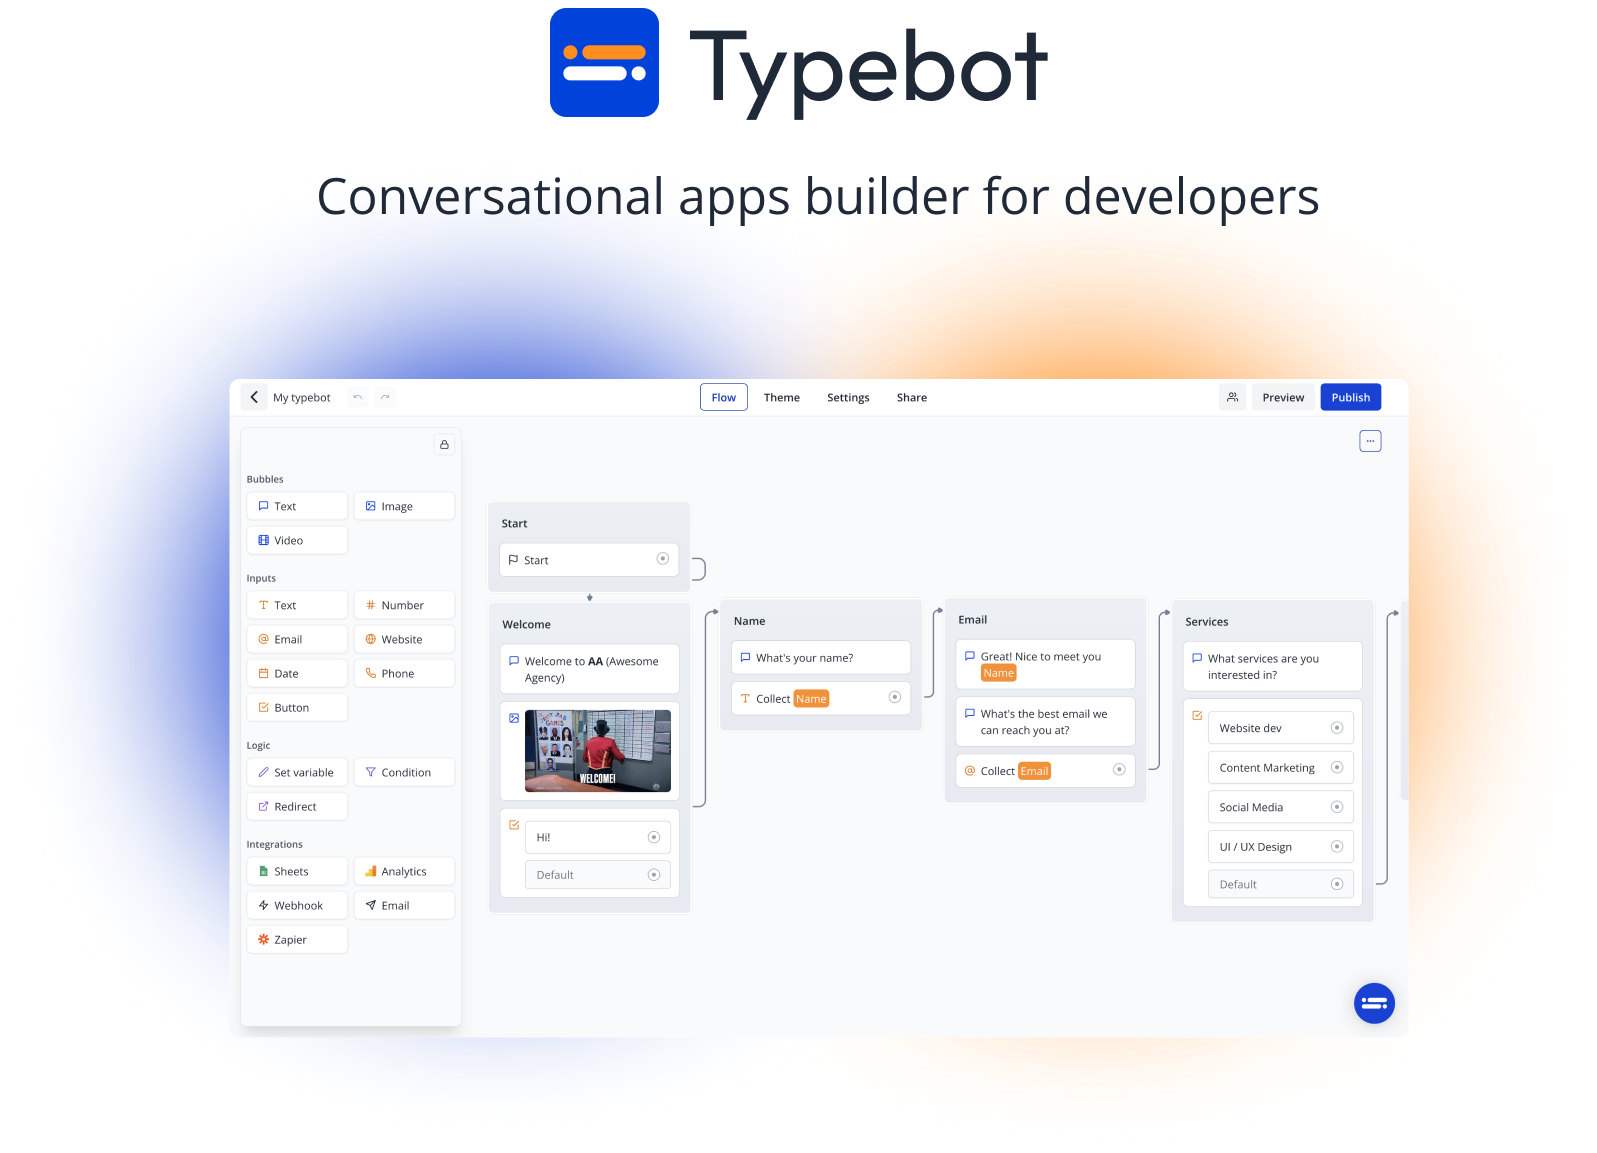 Typebot
Conversational apps builder for developers
My typebot
Flow
Theme
Settings
Share
Preview
Publish
Bubbles
Text
Image
Video
Inputs
Text
Number
Email
Website
Date
Phone
Button
Logic
Set variable
Condition
Redirect
Integrations
Sheets
Analytics
Webhook
Email
Zapier
Start
Start
Welcome
Welcome to AA (Awesome
Agency)
WELCOME!
Hi!
Default
Name
What's your name?
Collect Name
Email
Great! Nice to meet you
Name
What's the best email we
can reach you at?
Collect Email
Services
What services are you
interested in?
Website dev
Content Marketing
Social Media
UI / UX Design
Default